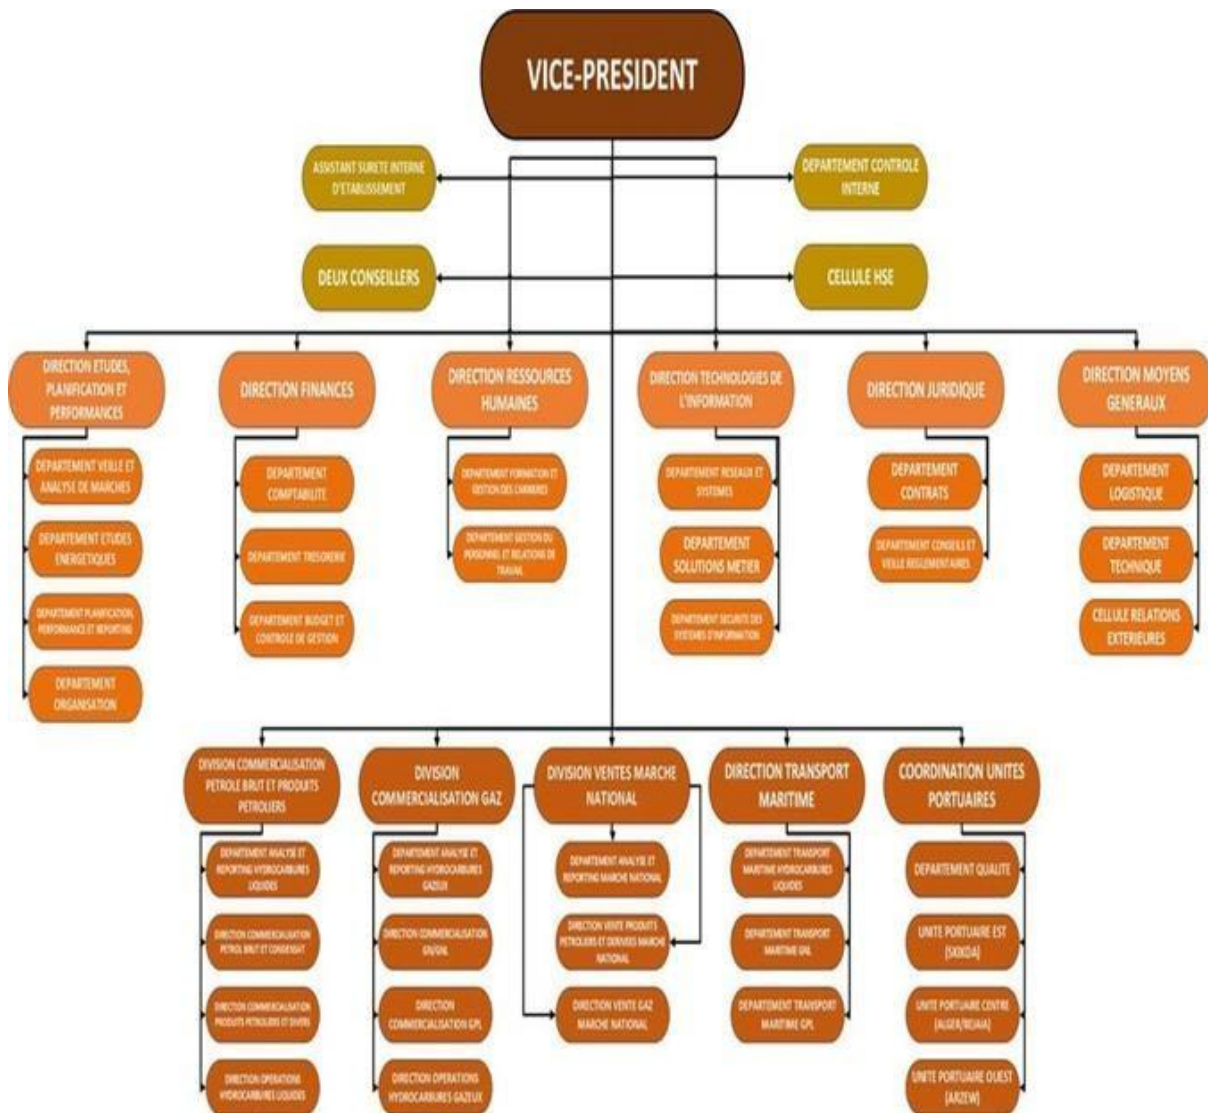 VICE-PRESIDENT
ASSISTANT SURETE INTERNE
D'ETABLISSEMENT
DEPARTEMENT CONTROLE
INTERNE
DEUX CONSEILLERS
CELLULE HSE
DIRECTION ETUDES,
PLANIFICATION ET
PERFORMANCES
DIRECTION FINANCES
DIRECTION RESSOURCES
HUMAINES
DIRECTION TECHNOLOGIES DE
L'INFORMATION
DIRECTION JURIDIQUE
DIRECTION MOYENS
GENERAUX
DEPARTEMENT VEILLE ET
ANALYSE DE MARCHES
DEPARTEMENT ETUDES
ENERGETIQUES
DEPARTEMENT PLANIFICATION,
PERFORMANCE ET REPORTING
DEPARTEMENT
ORGANISATION
DEPARTEMENT
COMPTABILITE
DEPARTEMENT TRESORERIE
DEPARTEMENT BUDGET ET
CONTROLE DE GESTION
DEPARTEMENT FORMATION ET
GESTION DES CARRIERES
DEPARTEMENT GESTION DU
PERSONNEL ET RELATIONS DE
TRAVAIL
DEPARTEMENT RESEAUX ET
SYSTEMES
DEPARTEMENT
SOLUTIONS METIER
DEPARTEMENT SECURITE DES
SYSTEMES D'INFORMATION
DEPARTEMENT
CONTRATS
DEPARTEMENT CONSEILS ET
VEILLE REGLEMENTAIRES
DEPARTEMENT
LOGISTIQUE
DEPARTEMENT
TECHNIQUE
CELLULE RELATIONS
EXTERIEURES
DIVISION COMMERCIALISATION
PETROLE BRUT ET PRODUITS
PETROLIERS
DIVISION
COMMERCIALISATION GAZ
DIVISION VENTES MARCHE
NATIONAL
DIRECTION TRANSPORT
MARITIME
COORDINATION UNITES
PORTUAIRES
DEPARTEMENT ANALYSE ET
REPORTING HYDROCARBURES
LIQUIDES
DIRECTION COMMERCIALISATION
PETROL BRUT ET CONDENSAT
DIRECTION COMMERCIALISATION
PRODUITS PETROLIERS ET DIVERS
DIRECTION OPERATIONS
HYDROCARBURES LIQUIDES
DEPARTEMENT ANALYSE ET
REPORTING HYDROCARBURES
GAZEUX
DIRECTION COMMERCIALISATION
GN/GNL
DIRECTION
COMMERCIALISATION GPL
DIRECTION OPERATIONS
HYDROCARBURES GAZEUX
DEPARTEMENT ANALYSE ET
REPORTING MARCHE NATIONAL
DIRECTION VENTE PRODUITS
PETROLIERS ET DERIVEES MARCHE
NATIONAL
DIRECTION VENTE GAZ
MARCHE NATIONAL
DEPARTEMENT TRANSPORT
MARITIME HYDROCARBURES
LIQUIDES
DEPARTEMENT TRANSPORT
MARITIME GNL
DEPARTEMENT TRANSPORT
MARITIME GPL
DEPARTEMENT QUALITE
UNITE PORTUAIRE EST
[SKIKDA]
UNITE PORTUAIRE CENTRE
[ALGER/BEJAIA]
UNITE PORTUAIRE OUEST
[ARZEW]